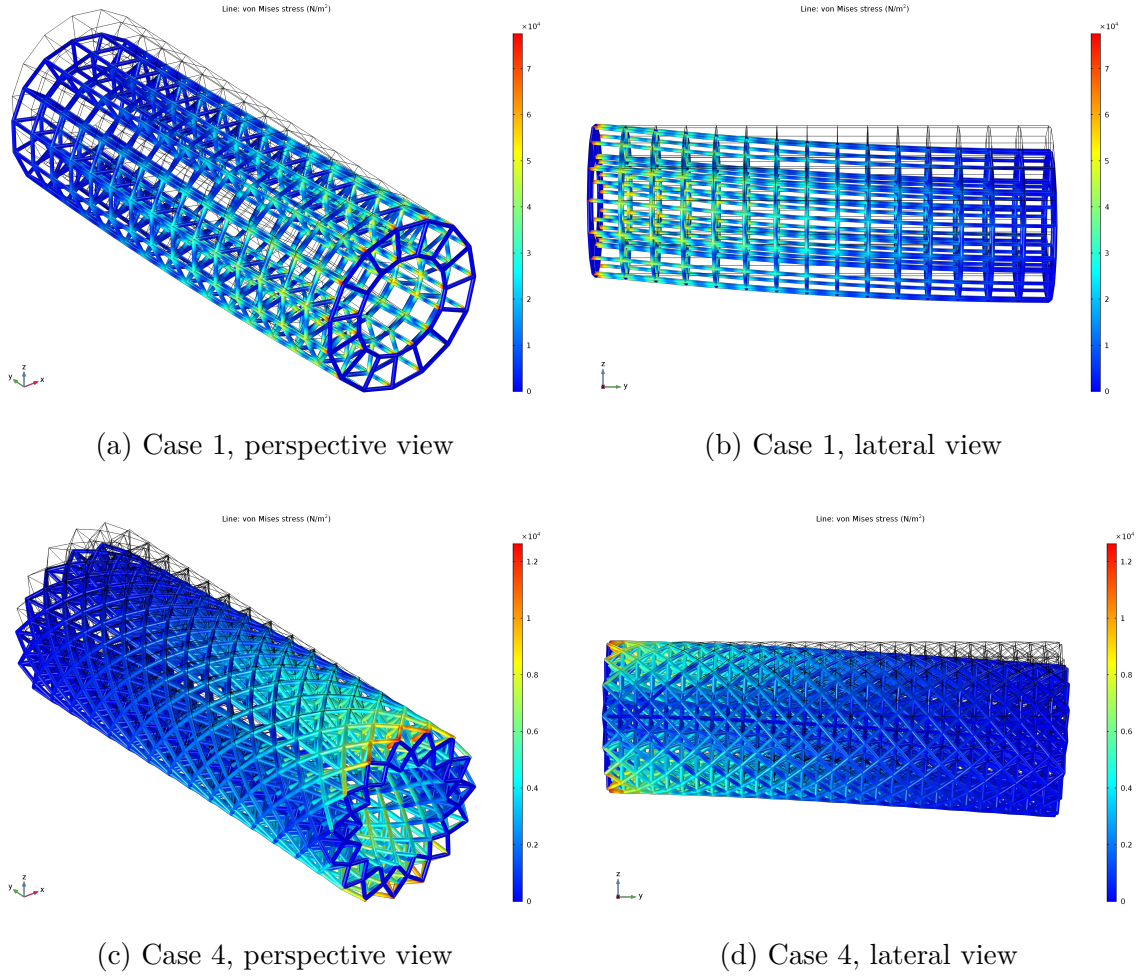 Line: von Mises stress (N/m²)
×10⁴
7
6
5
4
3
2
1
0
z
y
x
Line: von Mises stress (N/m²)
×10⁴
7
6
5
4
3
2
1
0
z
y
(a) Case 1, perspective view
(b) Case 1, lateral view
Line: von Mises stress (N/m²)
×10⁴
1.2
1
0.8
0.6
0.4
0.2
0
z
y
x
Line: von Mises stress (N/m²)
×10⁴
1.2
1
0.8
0.6
0.4
0.2
0
z
y
(c) Case 4, perspective view
(d) Case 4, lateral view